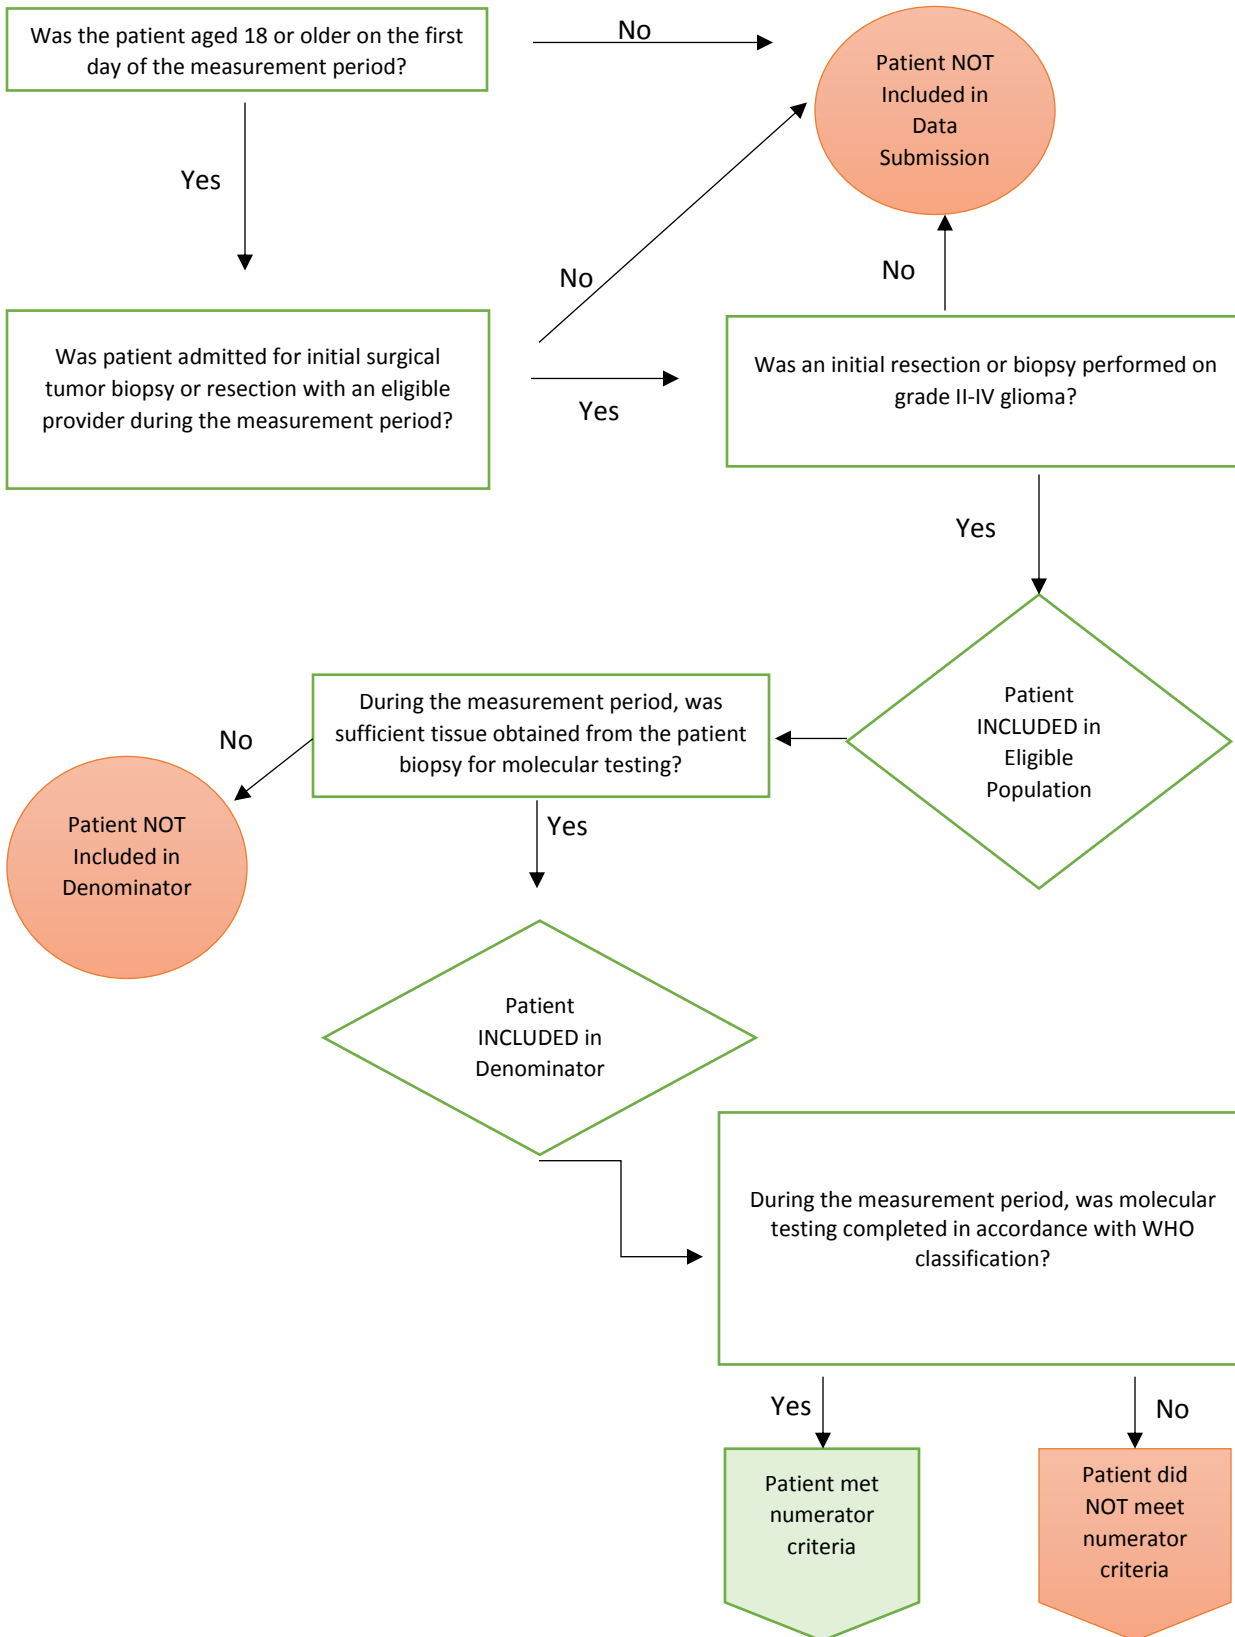 Was the patient aged 18 or older on the first
day of the measurement period?
No
Patient NOT
Included in
Data
Submission
Yes
No
No
Was patient admitted for initial surgical
tumor biopsy or resection with an eligible
provider during the measurement period?
Yes
Was an initial resection or biopsy performed on
grade II-IV glioma?
Yes
Patient
INCLUDED in
Eligible
Population
During the measurement period, was
sufficient tissue obtained from the patient
biopsy for molecular testing?
No
Patient NOT
Included in
Denominator
Yes
Patient
INCLUDED in
Denominator
During the measurement period, was molecular
testing completed in accordance with WHO
classification?
Yes
No
Patient met
numerator
criteria
Patient did
NOT meet
numerator
criteria